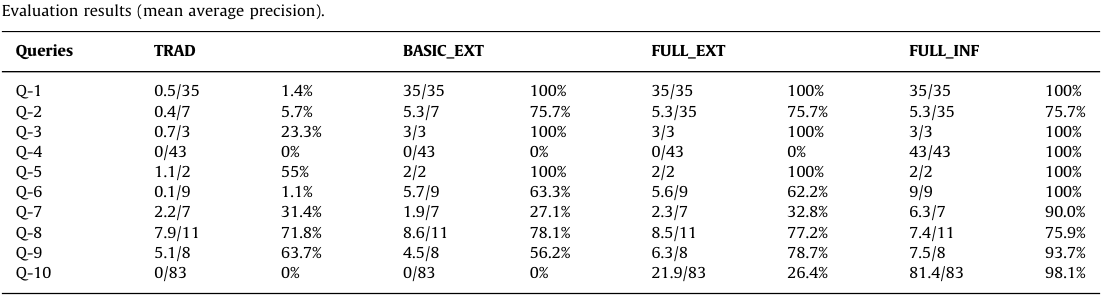 Evaluation results (mean average precision).
Queries TRAD BASIC_EXT FULL_EXT FULL_INF
Q-1 0.5/35 1.4% 35/35 100% 35/35 100% 35/35 100%
Q-2 0.4/7 5.7% 5.3/7 75.7% 5.3/35 75.7% 5.3/35 75.7%
Q-3 0.7/3 23.3% 3/3 100% 3/3 100% 3/3 100%
Q-4 0/43 0% 0/43 0% 0/43 0% 43/43 100%
Q-5 1.1/2 55% 2/2 100% 2/2 100% 2/2 100%
Q-6 0.1/9 1.1% 5.7/9 63.3% 5.6/9 62.2% 9/9 100%
Q-7 2.2/7 31.4% 1.9/7 27.1% 2.3/7 32.8% 6.3/7 90.0%
Q-8 7.9/11 71.8% 8.6/11 78.1% 8.5/11 77.2% 7.4/11 75.9%
Q-9 5.1/8 63.7% 4.5/8 56.2% 6.3/8 78.7% 7.5/8 93.7%
Q-10 0/83 0% 0/83 0% 21.9/83 26.4% 81.4/83 98.1%